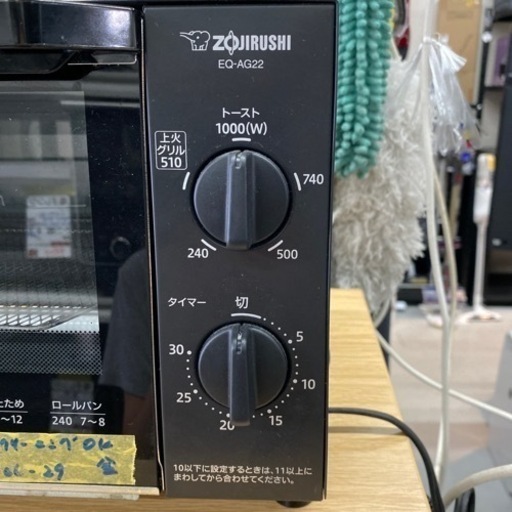 ZOJIRUSHI
EQ-AG22
トースト
1000(W)
上火
グリル
510
740
240
500
タイマー
切
5
30
10
25
15
20
ため ロールパン
～12 240 7～8
10以下に設定するときは、11以上に
まわしてから合わせてください。